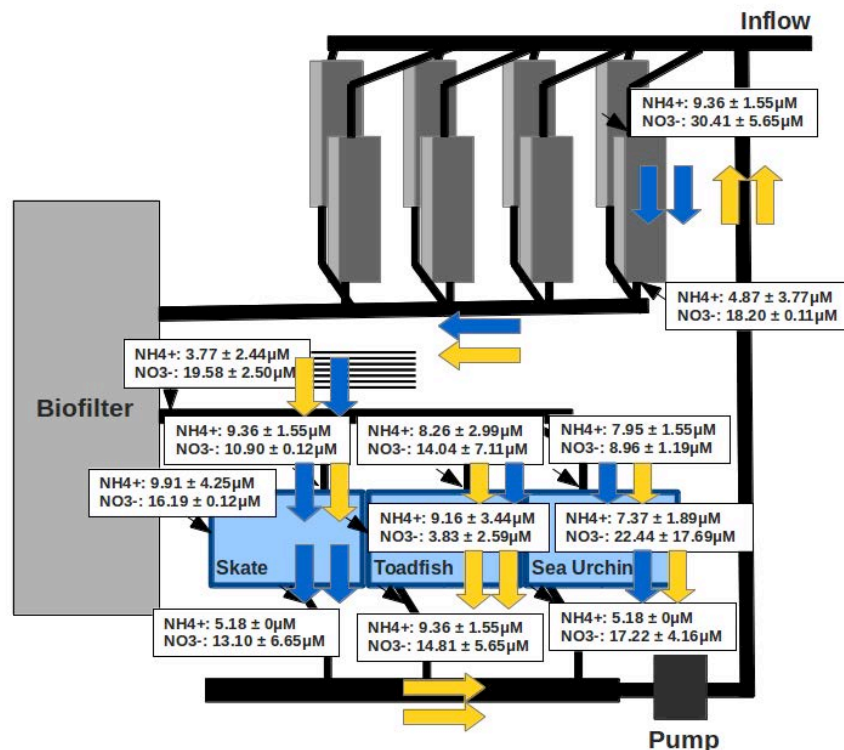 Inflow
NH4+: 9.36 ± 1.55µM
NO3-: 30.41 ± 5.65µM
NH4+: 4.87 ± 3.77µM
NO3-: 18.20 ± 0.11µM
NH4+: 3.77 ± 2.44µM
NO3-: 19.58 ± 2.50µM
Biofilter
NH4+: 9.36 ± 1.55µM
NO3-: 10.90 ± 0.12µM
NH4+: 8.26 ± 2.99µM
NO3-: 14.04 ± 7.11µM
NH4+: 7.95 ± 1.55µM
NO3-: 8.96 ± 1.19µM
NH4+: 9.91 ± 4.25µM
NO3-: 16.19 ± 0.12µM
NH4+: 9.16 ± 3.44µM
NO3-: 3.83 ± 2.59µM
NH4+: 7.37 ± 1.89µM
NO3-: 22.44 ± 17.69µM
Skate
Toadfish
Sea Urchin
NH4+: 5.18 ± 0µM
NO3-: 13.10 ± 6.65µM
NH4+: 9.36 ± 1.55µM
NO3-: 14.81 ± 5.65µM
NH4+: 5.18 ± 0µM
NO3-: 17.22 ± 4.16µM
Pump